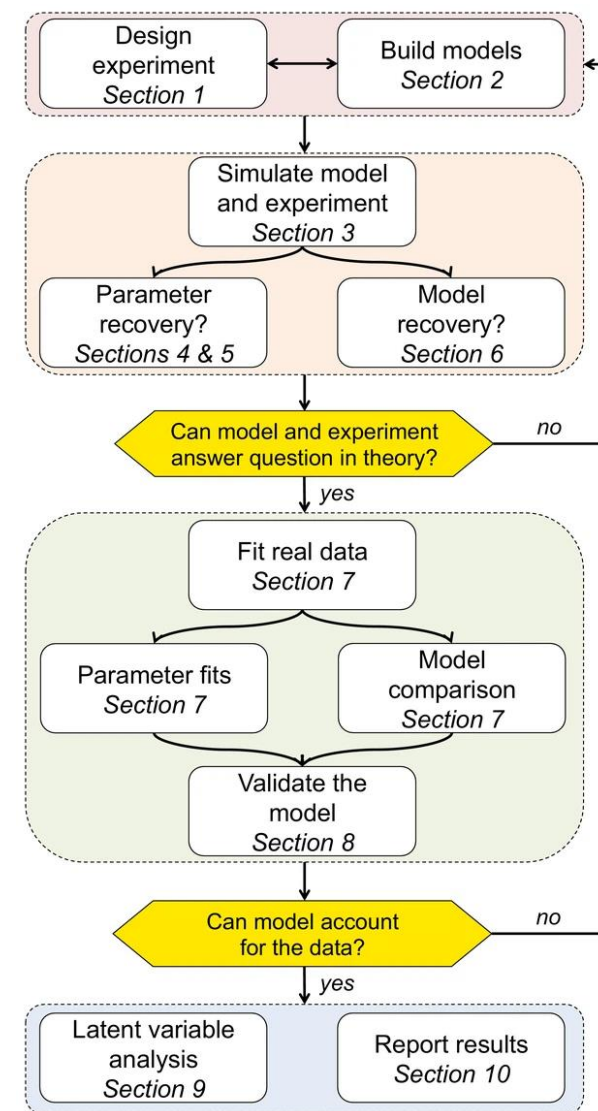 Design
experiment
Section 1
Build models
Section 2
Simulate model
and experiment
Section 3
Parameter
recovery?
Sections 4 & 5
Model
recovery?
Section 6
Can model and experiment
answer question in theory?
no
yes
Fit real data
Section 7
Parameter fits
Section 7
Model
comparison
Section 7
Validate the
model
Section 8
Can model account
for the data?
no
yes
Latent variable
analysis
Section 9
Report results
Section 10